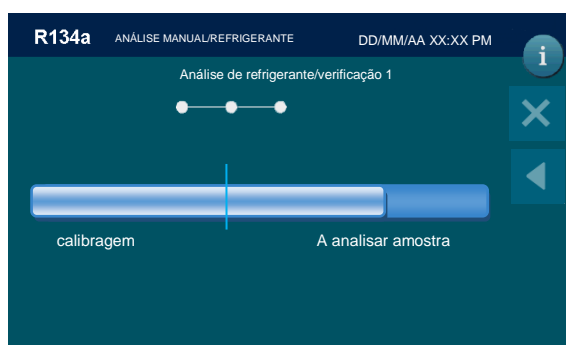 R134a ANÁLISE MANUAL/REFRIGERANTE DD/MM/AA XX:XX PM
i
Análise de refrigerante/verificação 1
calibragem A analisar amostra